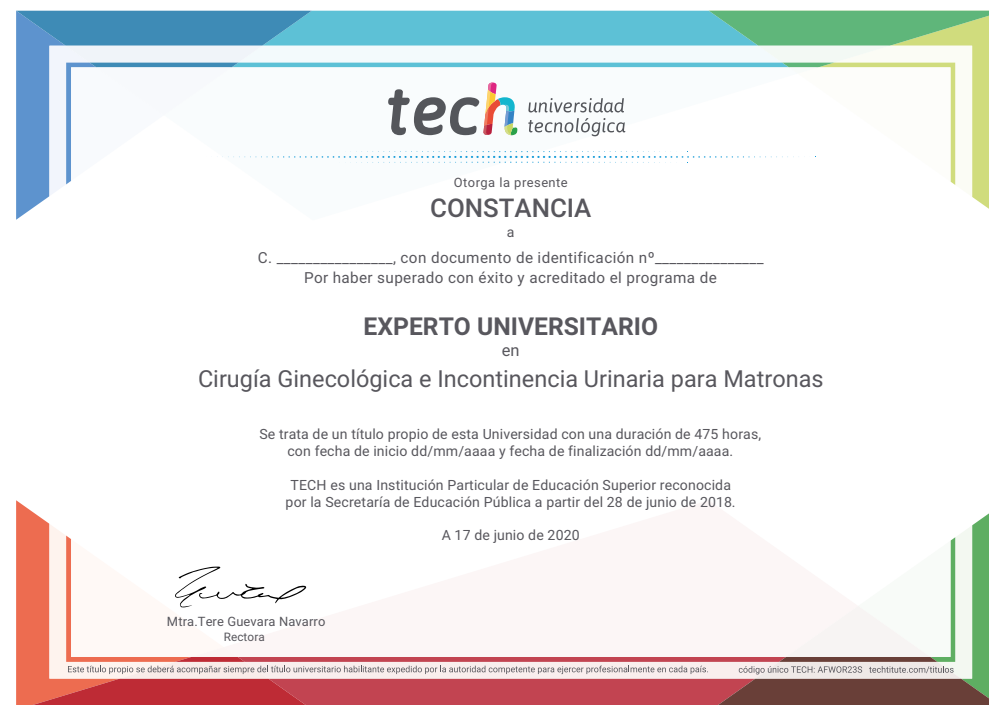 tech universidad
tecnológica
Otorga la presente
CONSTANCIA
a
C. ________________, con documento de identificación nº_______________
Por haber superado con éxito y acreditado el programa de
EXPERTO UNIVERSITARIO
en
Cirugía Ginecológica e Incontinencia Urinaria para Matronas
Se trata de un título propio de esta Universidad con una duración de 475 horas,
con fecha de inicio dd/mm/aaaa y fecha de finalización dd/mm/aaaa.
TECH es una Institución Particular de Educación Superior reconocida
por la Secretaría de Educación Pública a partir del 28 de junio de 2018.
A 17 de junio de 2020
Mtra.Tere Guevara Navarro
Rectora
Este título propio se deberá acompañar siempre del título universitario habilitante expedido por la autoridad competente para ejercer profesionalmente en cada país. código único TECH: AFWOR23S techtitute.com/titulos